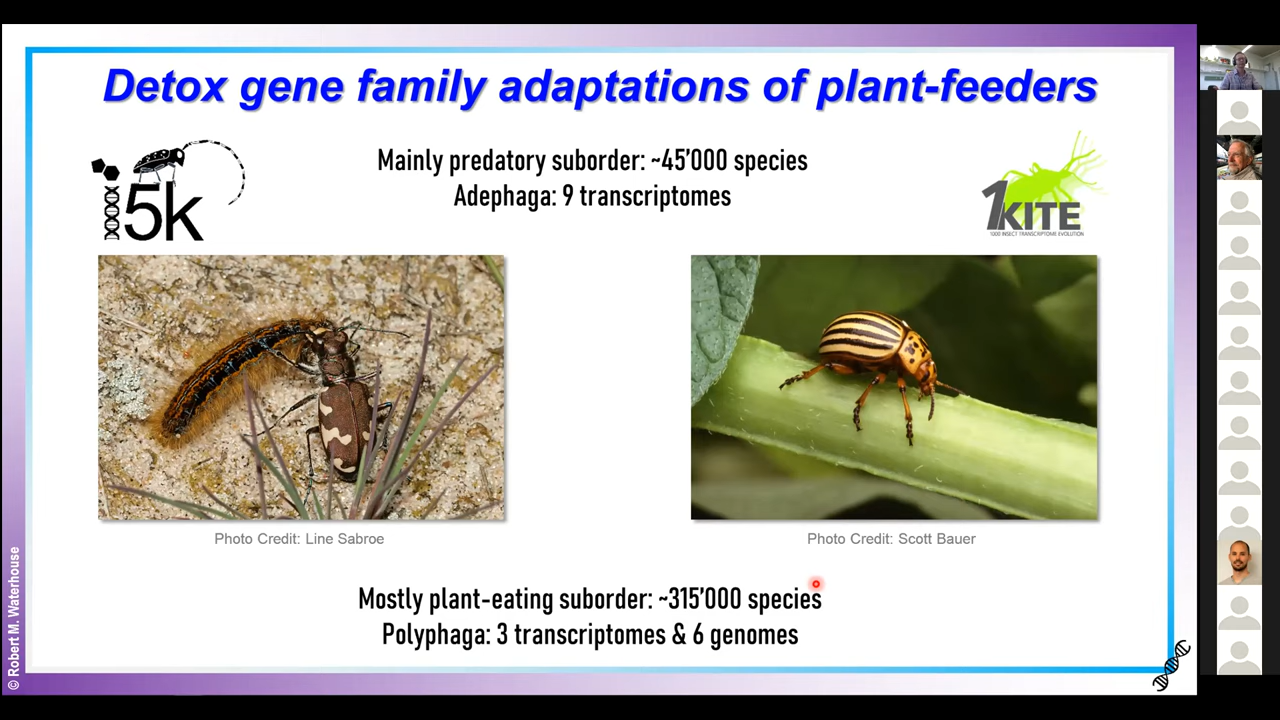 Detox gene family adaptations of plant-feeders
i5k
Mainly predatory suborder: ~45'000 species
Adephaga: 9 transcriptomes
1KITE
1000 INSECT TRANSCRIPTOME EVOLUTION
Photo Credit: Line Sabroe
Photo Credit: Scott Bauer
Mostly plant-eating suborder: ~315'000 species
Polyphaga: 3 transcriptomes & 6 genomes
© Robert M. Waterhouse